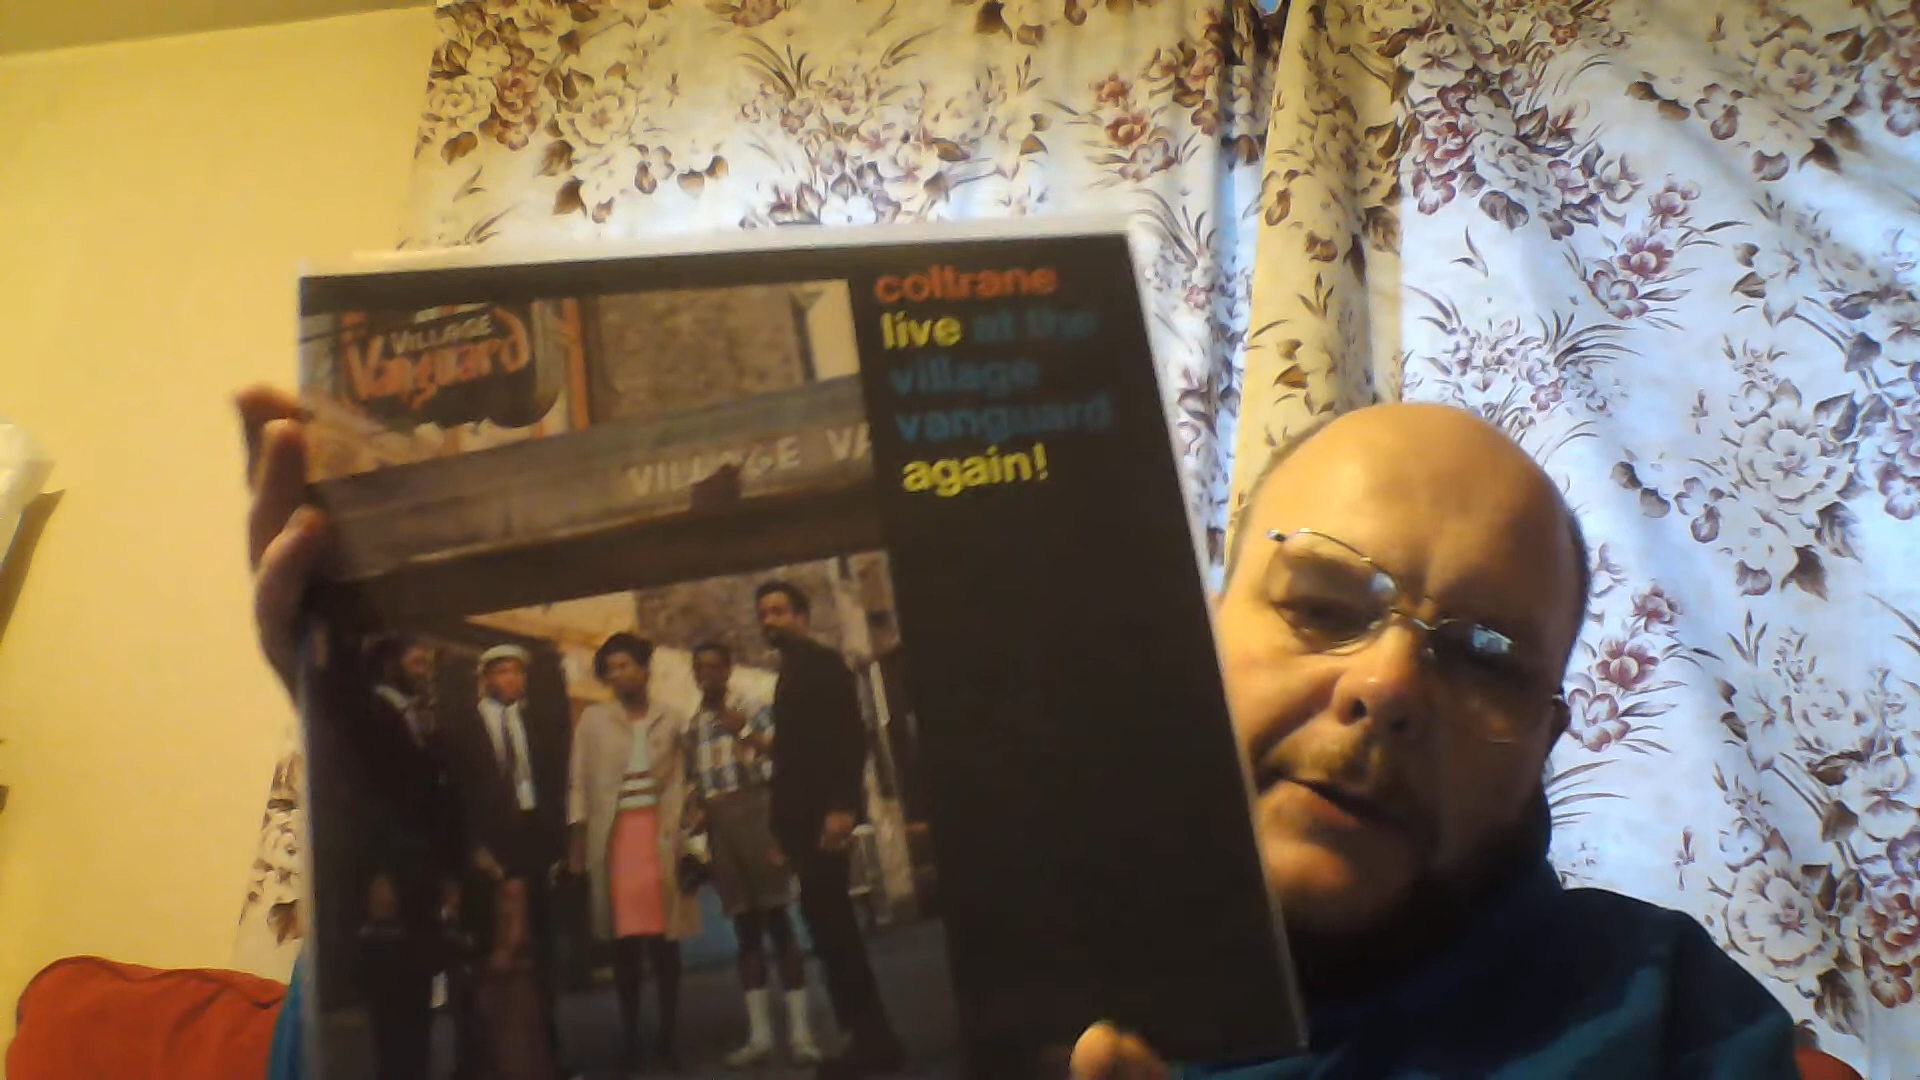 coltrane
live at the
village
vanguard
again!
VILLAGE
Vanguard
VILLAGE VA